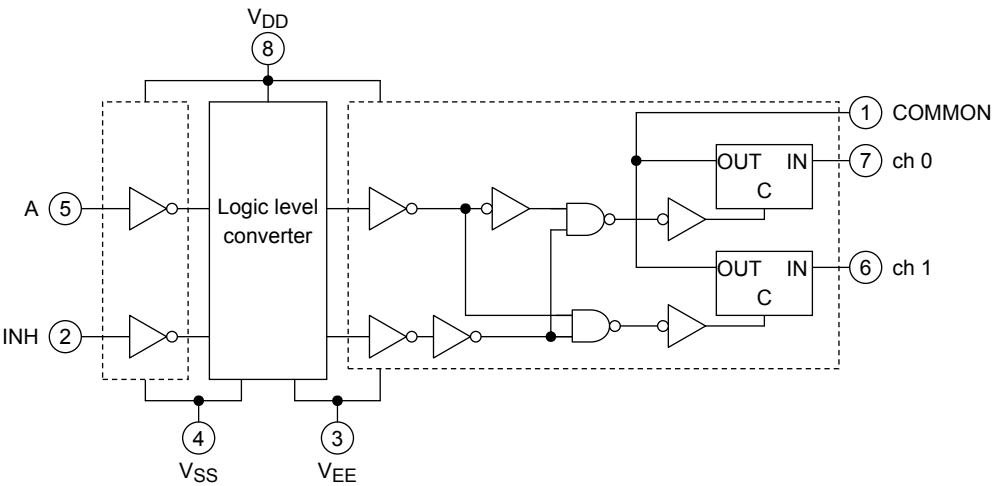 VDD
8
1 COMMON
OUT IN 7 ch 0
C
A 5
Logic level
converter
OUT IN 6 ch 1
C
INH 2
4 3
VSS VEE